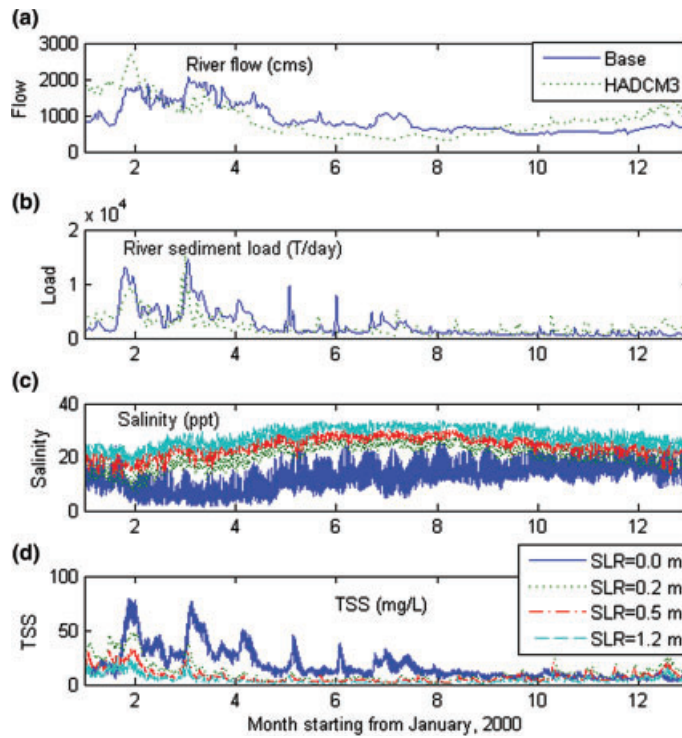 (a)
River flow (cms)
Base
HADCM3
Flow
3000
2000
1000
0
2 4 6 8 10 12
(b)
x 10^4
River sediment load (T/day)
Load
2
1
0
2 4 6 8 10 12
(c)
Salinity (ppt)
Salinity
40
20
0
2 4 6 8 10 12
(d)
TSS (mg/L)
SLR=0.0 m
SLR=0.2 m
SLR=0.5 m
SLR=1.2 m
TSS
100
50
0
2 4 6 8 10 12
Month starting from January, 2000